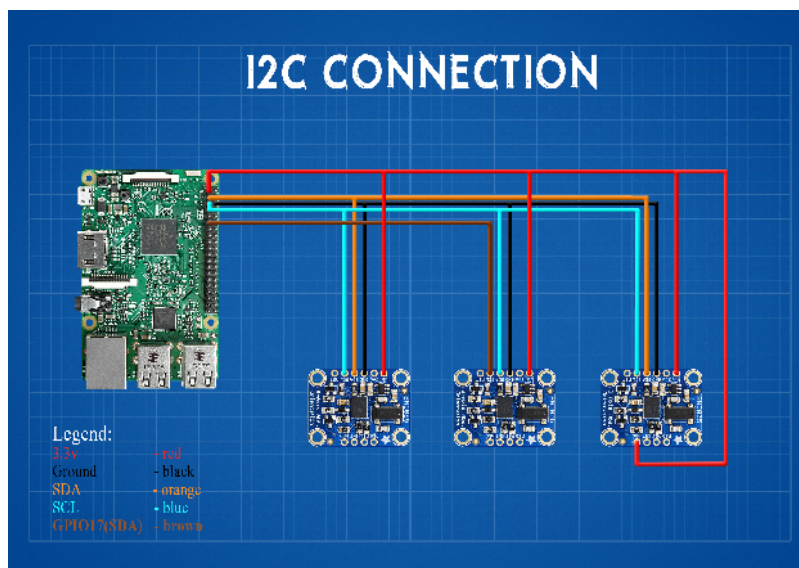 I2C CONNECTION
Legend:
3.3v - red
Ground - black
SDA - orange
SCL - blue
GPIO17(SDA) - brown